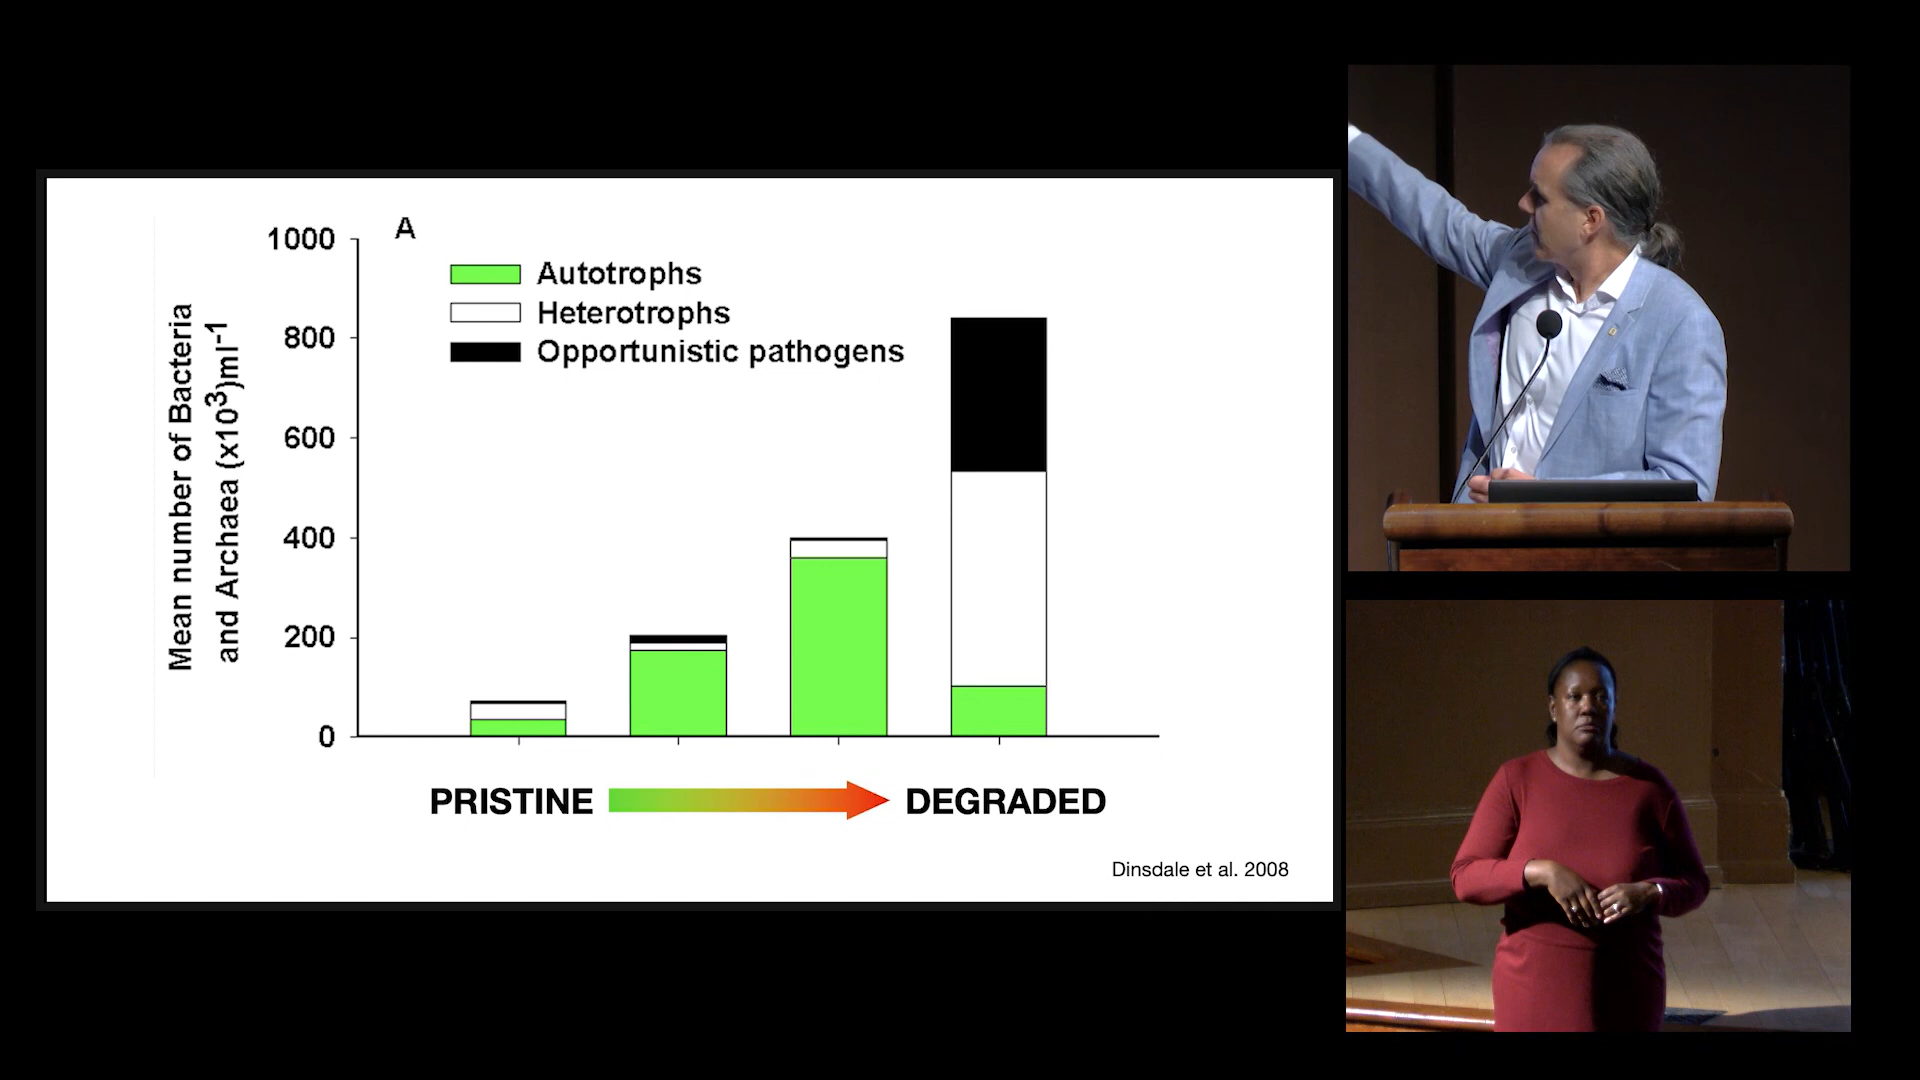 A
1000
800
600
400
200
0
Mean number of Bacteria
and Archaea (x10³)ml⁻¹
Autotrophs
Heterotrophs
Opportunistic pathogens
PRISTINE DEGRADED
Dinsdale et al. 2008